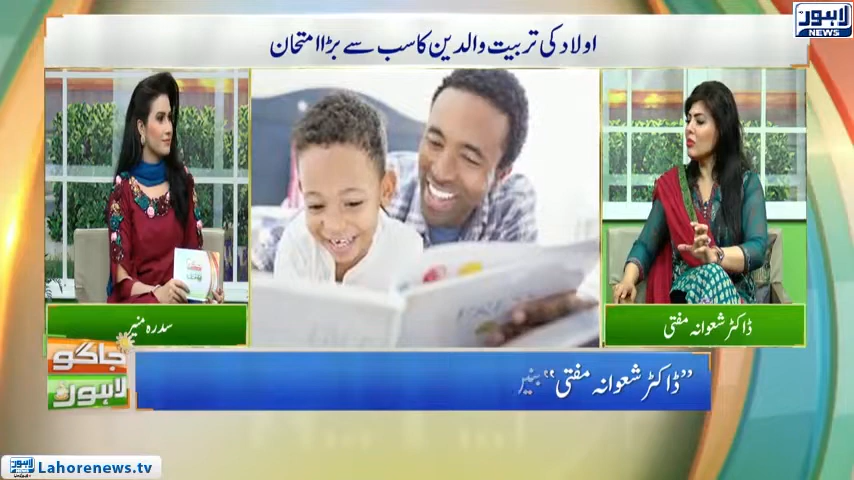 لاہور
NEWS
اولاد کی تربیت والدین کا سب سے بڑا امتحان
ڈاکٹر شعوانہ مفتی
سدرہ منیر
جاگو
لاہور
”ڈاکٹر شعوانہ مفتی“ بنیر
Lahorenews.tv